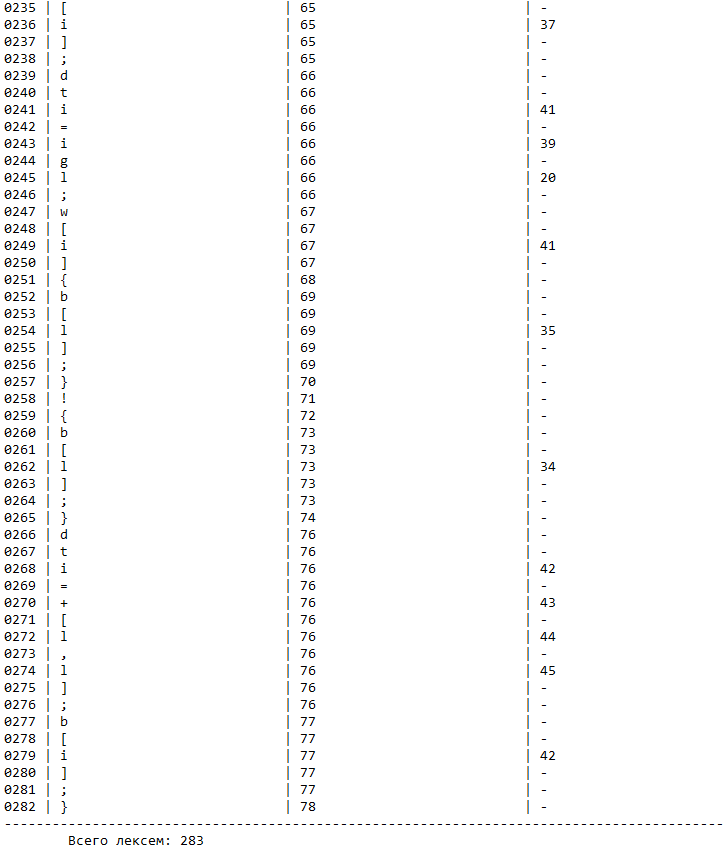 0235 | [ | 65 | -
0236 | i | 65 | 37
0237 | ] | 65 | -
0238 | ; | 65 | -
0239 | d | 66 | -
0240 | t | 66 | -
0241 | i | 66 | 41
0242 | = | 66 | -
0243 | i | 66 | 39
0244 | g | 66 | -
0245 | l | 66 | 20
0246 | ; | 66 | -
0247 | w | 67 | -
0248 | [ | 67 | -
0249 | i | 67 | 41
0250 | ] | 67 | -
0251 | { | 68 | -
0252 | b | 69 | -
0253 | [ | 69 | -
0254 | l | 69 | 35
0255 | ] | 69 | -
0256 | ; | 69 | -
0257 | } | 70 | -
0258 | ! | 71 | -
0259 | { | 72 | -
0260 | b | 73 | -
0261 | [ | 73 | -
0262 | l | 73 | 34
0263 | ] | 73 | -
0264 | ; | 73 | -
0265 | } | 74 | -
0266 | d | 76 | -
0267 | t | 76 | -
0268 | i | 76 | 42
0269 | = | 76 | -
0270 | + | 76 | 43
0271 | [ | 76 | -
0272 | l | 76 | 44
0273 | , | 76 | -
0274 | l | 76 | 45
0275 | ] | 76 | -
0276 | ; | 76 | -
0277 | b | 77 | -
0278 | [ | 77 | -
0279 | i | 77 | 42
0280 | ] | 77 | -
0281 | ; | 77 | -
0282 | } | 78 | -
------------------------------------------------------------------------------------------
Всего лексем: 283